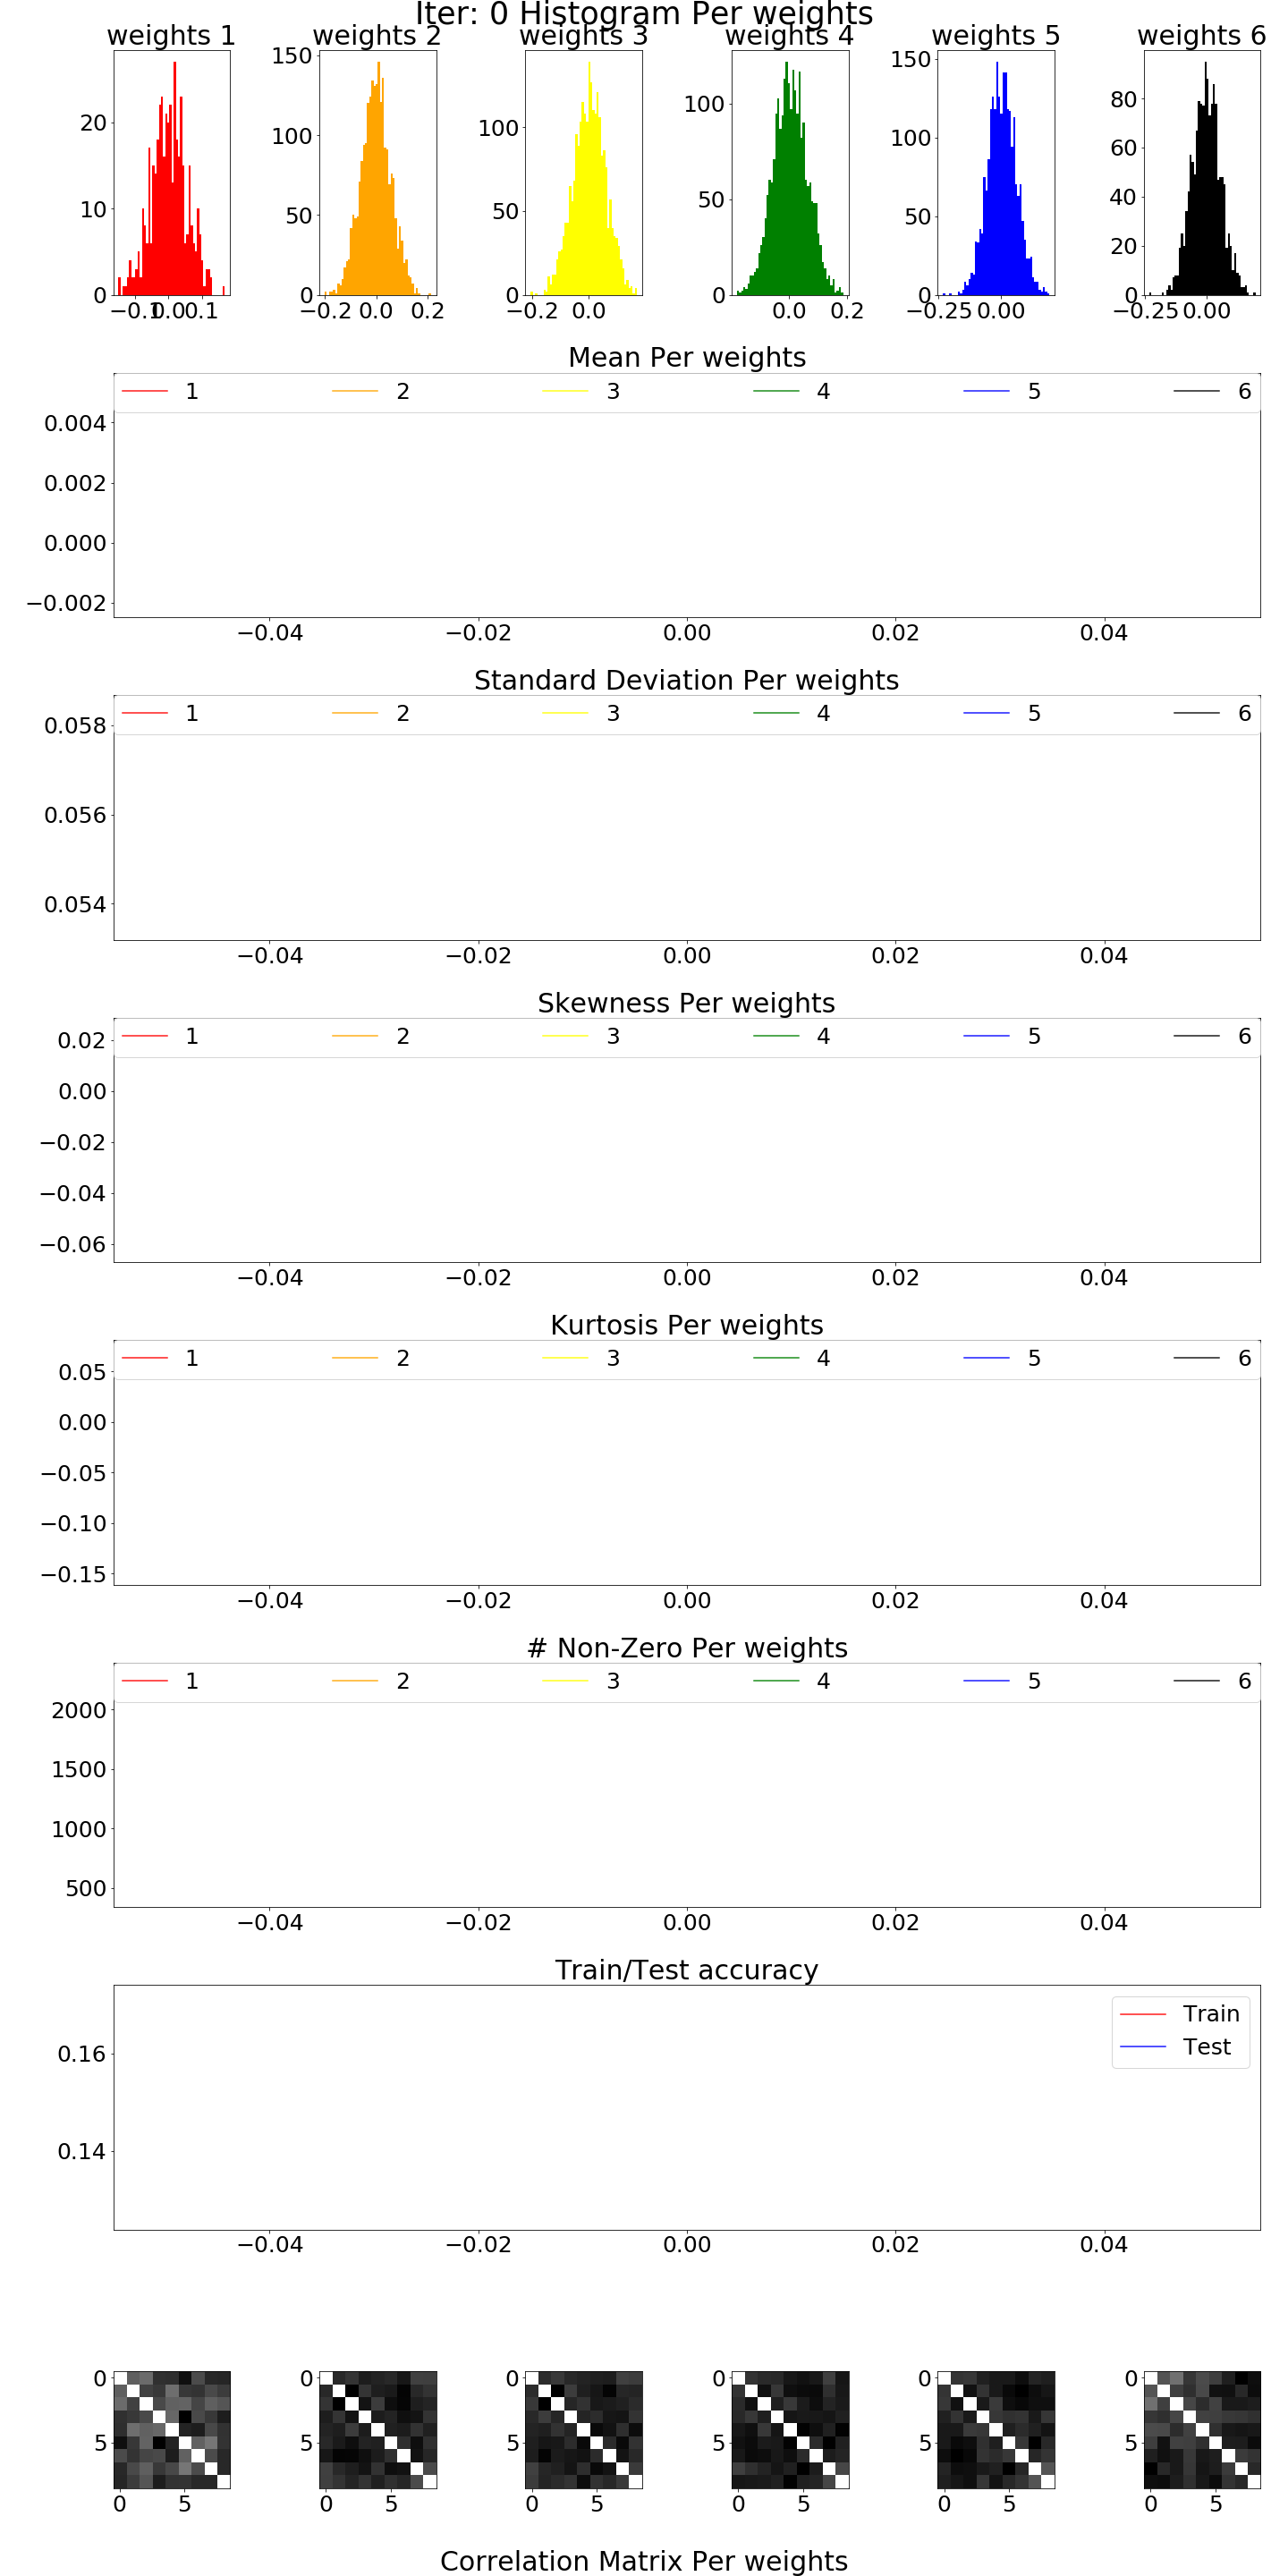 Iter: 0 Histogram Per weights
weights 1 weights 2 weights 3 weights 4 weights 5 weights 6
20
10
0
−0.1 0.00 0.1
150
100
50
0
−0.2 0.0 0.2
100
50
0
−0.2 0.0
100
50
0
0.0 0.2
150
100
50
0
−0.25 0.00
80
60
40
20
0
−0.25 0.00
Mean Per weights
1 2 3 4 5 6
0.004
0.002
0.000
−0.002
−0.04 −0.02 0.00 0.02 0.04
Standard Deviation Per weights
1 2 3 4 5 6
0.058
0.056
0.054
−0.04 −0.02 0.00 0.02 0.04
Skewness Per weights
1 2 3 4 5 6
0.02
0.00
−0.02
−0.04
−0.06
−0.04 −0.02 0.00 0.02 0.04
Kurtosis Per weights
1 2 3 4 5 6
0.05
0.00
−0.05
−0.10
−0.15
−0.04 −0.02 0.00 0.02 0.04
# Non-Zero Per weights
1 2 3 4 5 6
2000
1500
1000
500
−0.04 −0.02 0.00 0.02 0.04
Train/Test accuracy
Train
Test
0.16
0.14
−0.04 −0.02 0.00 0.02 0.04
0 0 0 0 0 0
5 5 5 5 5 5
0 5 0 5 0 5 0 5 0 5 0 5
Correlation Matrix Per weights